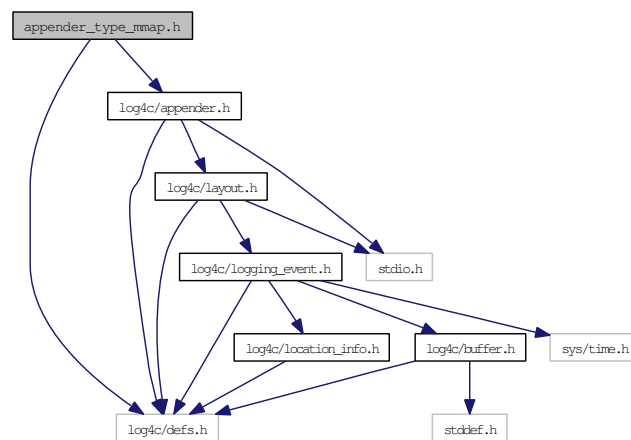 appender_type_mmap.h
log4c/appender.h
log4c/layout.h
log4c/logging_event.h
stdio.h
log4c/location_info.h
log4c/buffer.h
sys/time.h
log4c/defs.h
stddef.h